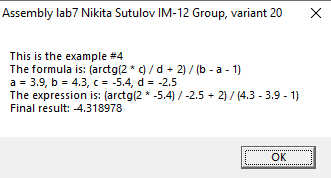 Assembly lab7 Nikita Sutulov IM-12 Group, variant 20
This is the example #4
The formula is: (arctg(2 * c) / d + 2) / (b - a - 1)
a = 3.9, b = 4.3, c = -5.4, d = -2.5
The expression is: (arctg(2 * -5.4) / -2.5 + 2) / (4.3 - 3.9 - 1)
Final result: -4.318978
OK